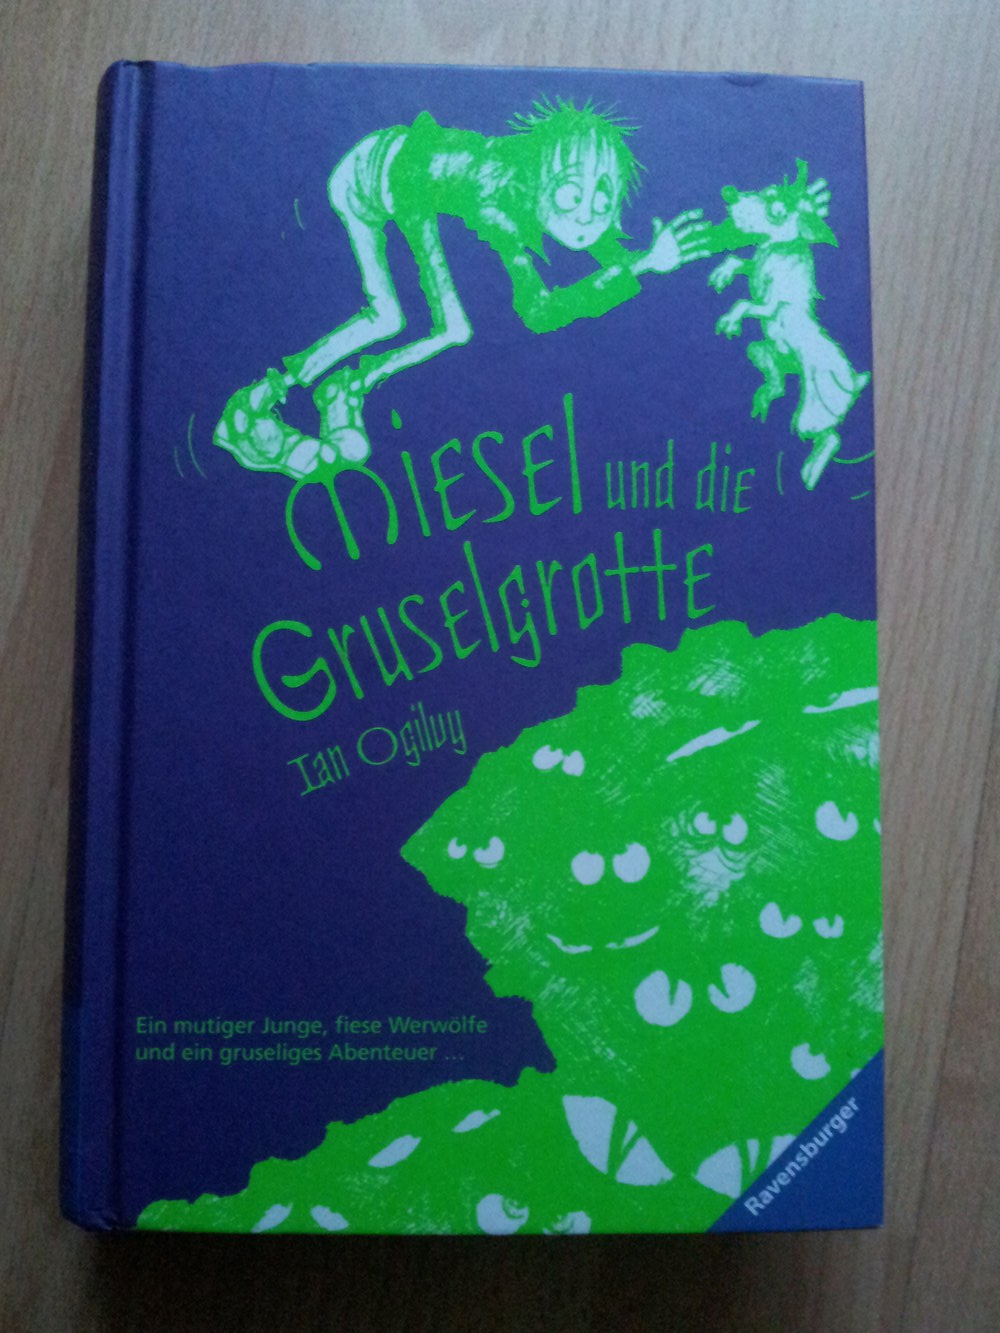 Miesel und die
Gruselgrotte
Ian Ogilvy
Ein mutiger Junge, fiese Werwölfe
und ein gruseliges Abenteuer ...
Ravensburger